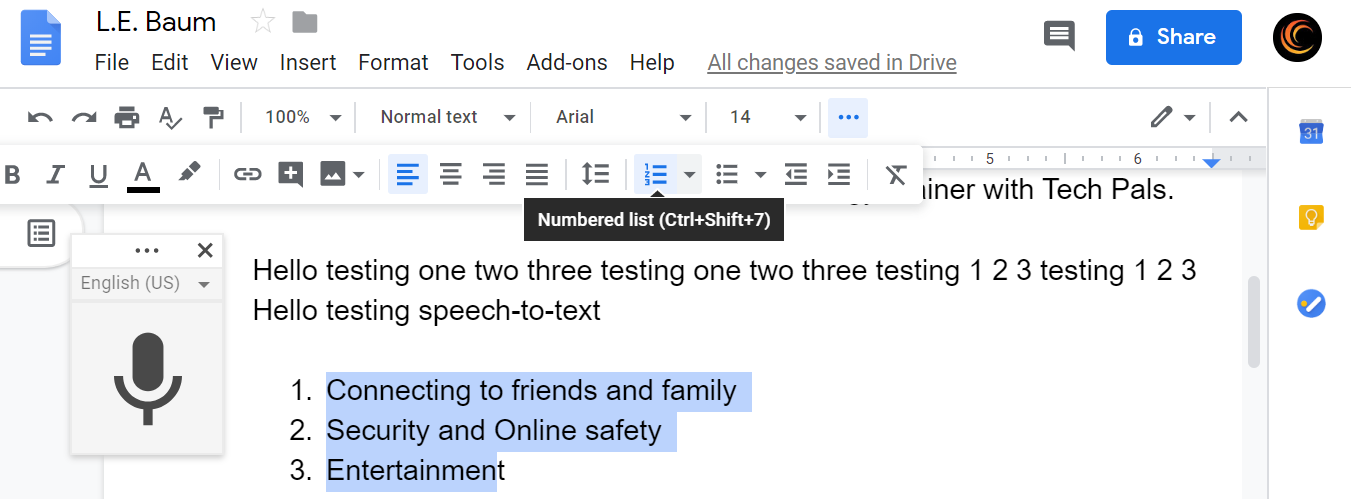 L.E. Baum
File Edit View Insert Format Tools Add-ons Help All changes saved in Drive
Share
100% Normal text Arial 14
B I U A
5 6
31
ainer with Tech Pals.
Numbered list (Ctrl+Shift+7)
English (US)
Hello testing one two three testing one two three testing 1 2 3 testing 1 2 3
Hello testing speech-to-text
1. Connecting to friends and family
2. Security and Online safety
3. Entertainment